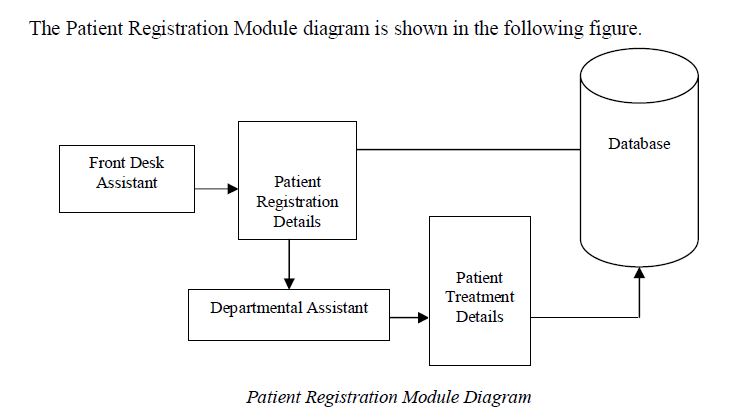 The Patient Registration Module diagram is shown in the following figure.
Database
Front Desk
Assistant
Patient
Registration
Details
Patient
Treatment
Details
Departmental Assistant
Patient Registration Module Diagram